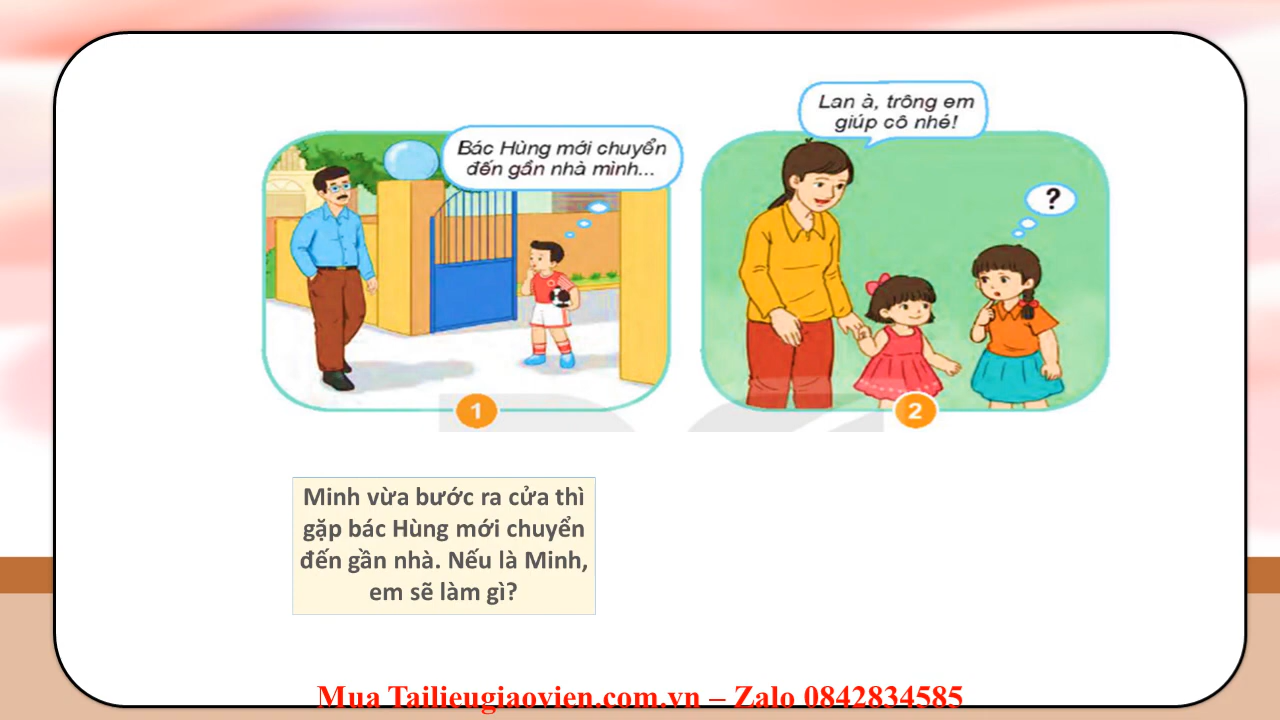 Lan à, trông em
giúp cô nhé!
Bác Hùng mới chuyển
đến gần nhà mình...
?
1
2
Minh vừa bước ra cửa thì
gặp bác Hùng mới chuyển
đến gần nhà. Nếu là Minh,
em sẽ làm gì?
Mua Tailieugiaovien.com.vn – Zalo 0842834585